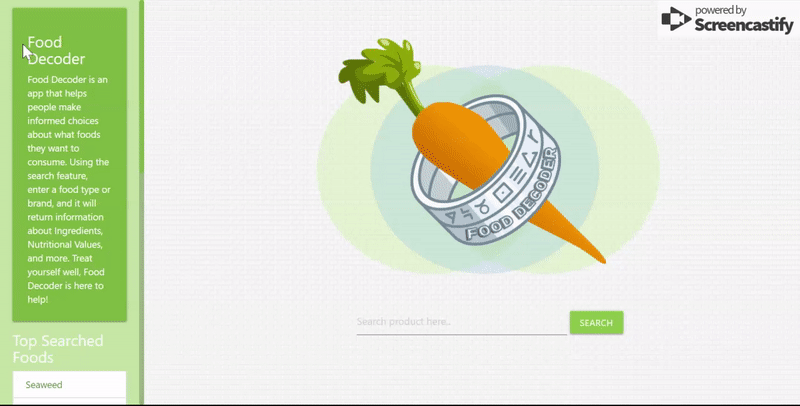 Food
Decoder
Food Decoder is an
app that helps
people make
informed choices
about what foods
they want to
consume. Using the
search feature,
enter a food type or
brand, and it will
return information
about Ingredients,
Nutritional Values,
and more. Treat
yourself well, Food
Decoder is here to
help!
Top Searched
Foods
Seaweed
FOOD DECODER
Search product here..
SEARCH
powered by
Screencastify